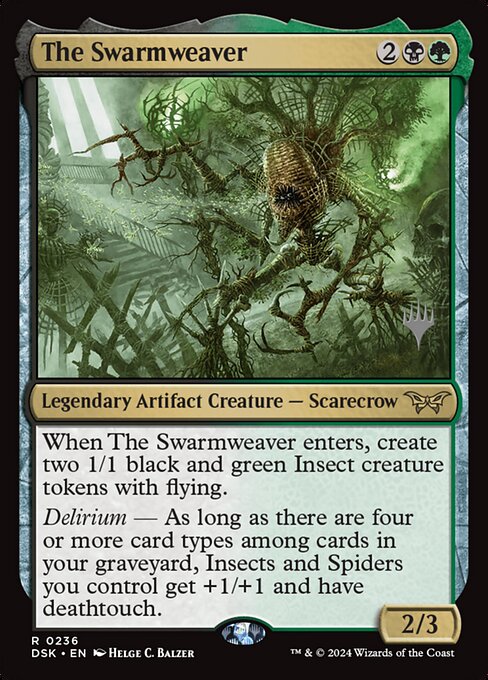 The Swarmweaver 2
Legendary Artifact Creature — Scarecrow
When The Swarmweaver enters, create
two 1/1 black and green Insect creature
tokens with flying.
Delirium — As long as there are four
or more card types among cards in
your graveyard, Insects and Spiders
you control get +1/+1 and have
deathtouch.
2/3
R 0236
DSK • EN Helge C. Balzer
™ & © 2024 Wizards of the Coast